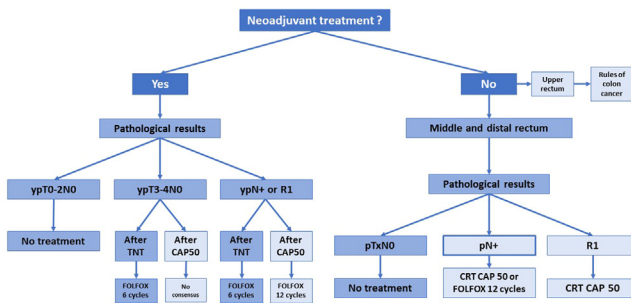 Neoadjuvant treatment ?
Yes
No
Upper
rectum
Rules of
colon
cancer
Pathological results
Middle and distal rectum
ypT0-2N0
ypT3-4N0
ypN+ or R1
Pathological results
No treatment
After
TNT
After
CAP50
After
TNT
After
CAP50
pTxN0
pN+
R1
FOLFOX
6 cycles
No
consensus
FOLFOX
6 cycles
FOLFOX
12 cycles
No treatment
CRT CAP 50 or
FOLFOX 12 cycles
CRT CAP 50